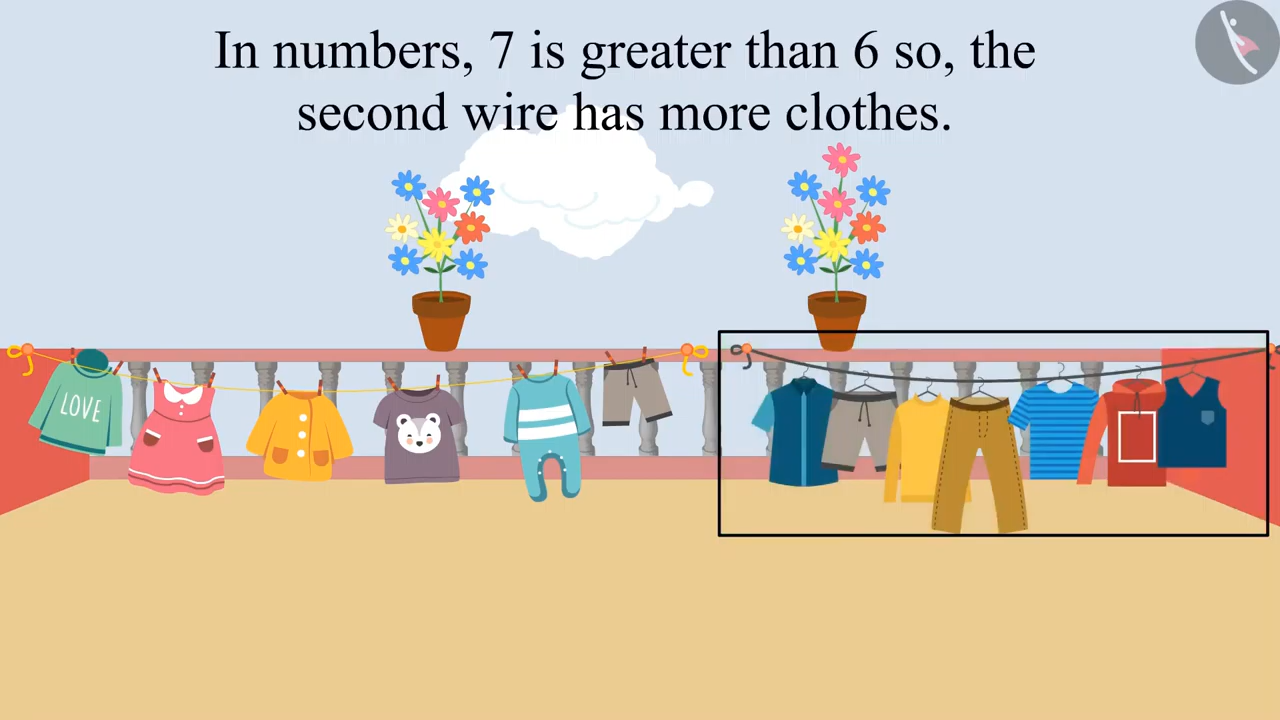 In numbers, 7 is greater than 6 so, the
second wire has more clothes.
LOVE